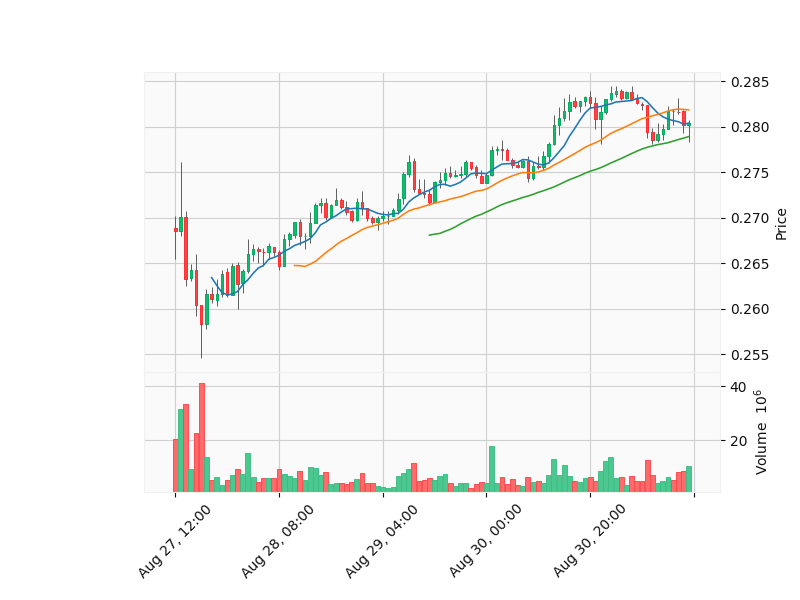 0.285
0.280
0.275
0.270
0.265
0.260
0.255
Price
40
20
Volume 10^6
Aug 27, 12:00
Aug 28, 08:00
Aug 29, 04:00
Aug 30, 00:00
Aug 30, 20:00